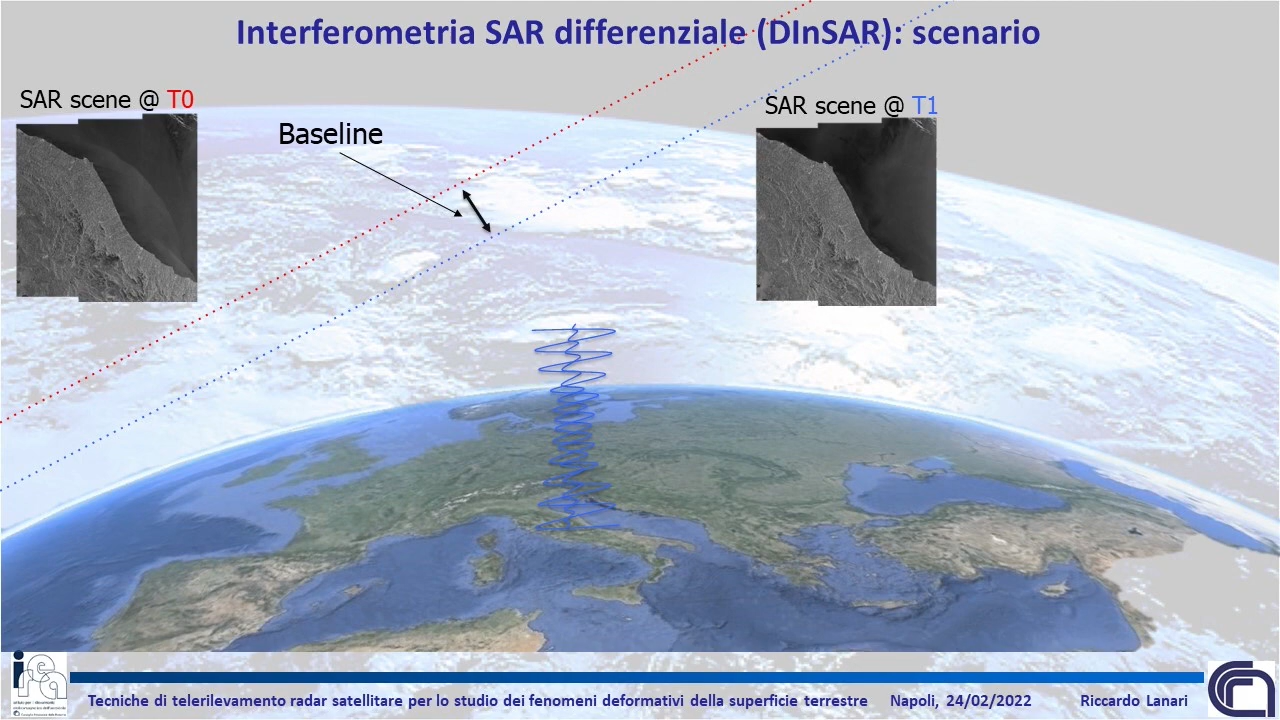 Interferometria SAR differenziale (DInSAR): scenario
SAR scene @ T0
SAR scene @ T1
Baseline
Tecniche di telerilevamento radar satellitare per lo studio dei fenomeni deformativi della superficie terrestre Napoli, 24/02/2022 Riccardo Lanari